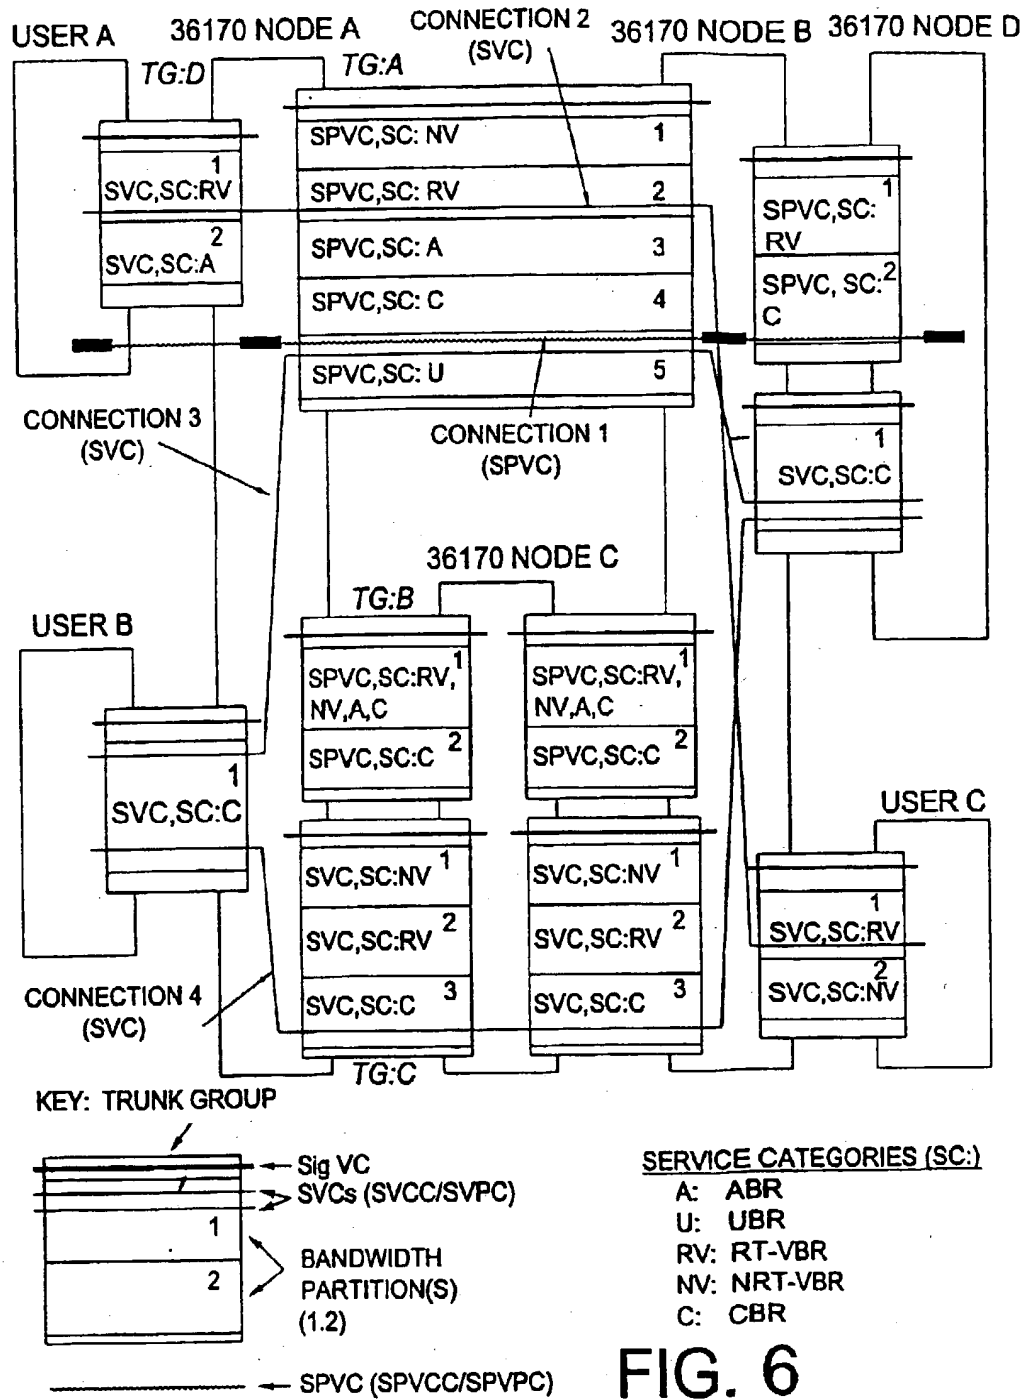 USER A
36170 NODE A
CONNECTION 2
(SVC)
36170 NODE B
36170 NODE D
TG:D
TG:A
SPVC,SC: NV
1
SPVC,SC: RV
2
SPVC,SC: A
3
SPVC,SC: C
4
SPVC,SC: U
5
1
SVC,SC:RV
2
SVC,SC:A
1
SPVC,SC:
RV
SPVC, SC:
2
C
CONNECTION 3
(SVC)
CONNECTION 1
(SPVC)
1
SVC,SC:C
36170 NODE C
TG:B
USER B
SPVC,SC:RV,
1
NV,A,C
SPVC,SC:C
2
SPVC,SC:RV,
1
NV,A,C
SPVC,SC:C
2
1
SVC,SC:C
USER C
SVC,SC:NV
1
SVC,SC:RV
2
SVC,SC:C
3
SVC,SC:NV
1
SVC,SC:RV
2
SVC,SC:C
3
1
SVC,SC:RV
2
SVC,SC:NV
CONNECTION 4
(SVC)
TG:C
KEY: TRUNK GROUP
Sig VC
SVCs (SVCC/SVPC)
1
2
BANDWIDTH
PARTITION(S)
(1.2)
SPVC (SPVCC/SPVPC)
SERVICE CATEGORIES (SC:)
A: ABR
U: UBR
RV: RT-VBR
NV: NRT-VBR
C: CBR
FIG. 6